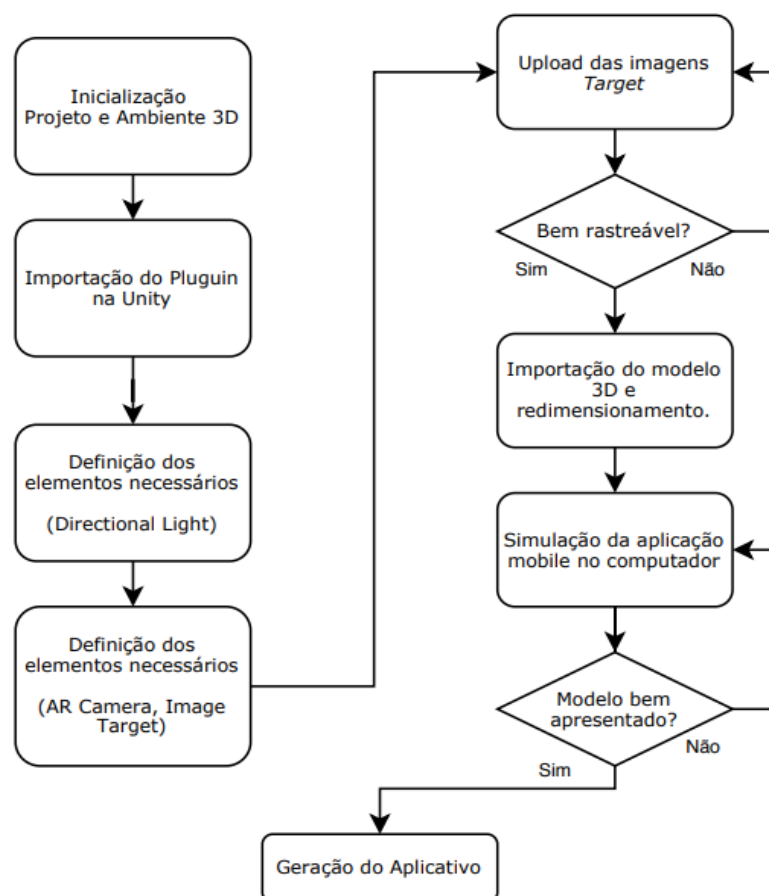 Inicialização
Projeto e Ambiente 3D
Importação do Pluguin
na Unity
Definição dos
elementos necessários
(Directional Light)
Definição dos
elementos necessários
(AR Camera, Image
Target)
Upload das imagens
Target
Bem rastreável?
Sim
Não
Importação do modelo
3D e
redimensionamento.
Simulação da aplicação
mobile no computador
Modelo bem
apresentado?
Não
Sim
Geração do Aplicativo